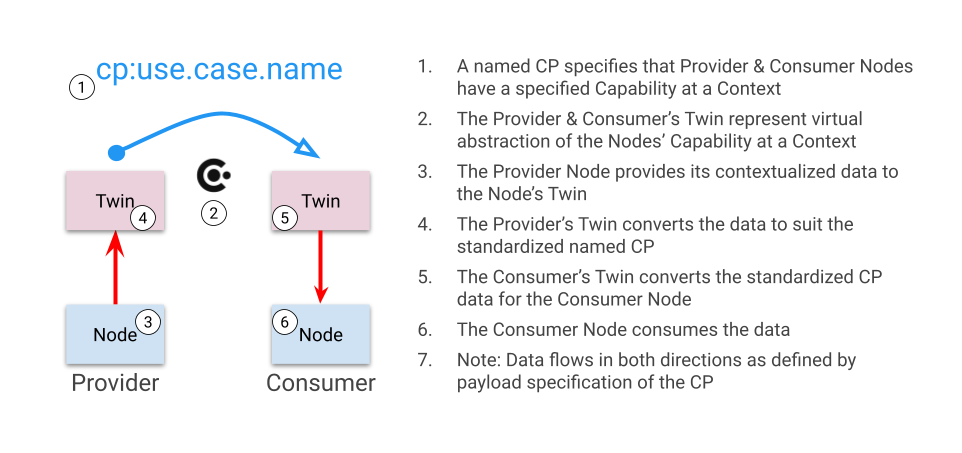 cp:use.case.name
1
2
Twin
4
Twin
5
Node
3
Node
6
Provider
Consumer
1. A named CP specifies that Provider & Consumer Nodes
have a specified Capability at a Context
2. The Provider & Consumer’s Twin represent virtual
abstraction of the Nodes’ Capability at a Context
3. The Provider Node provides its contextualized data to
the Node’s Twin
4. The Provider’s Twin converts the data to suit the
standardized named CP
5. The Consumer’s Twin converts the standardized CP
data for the Consumer Node
6. The Consumer Node consumes the data
7. Note: Data flows in both directions as defined by
payload specification of the CP